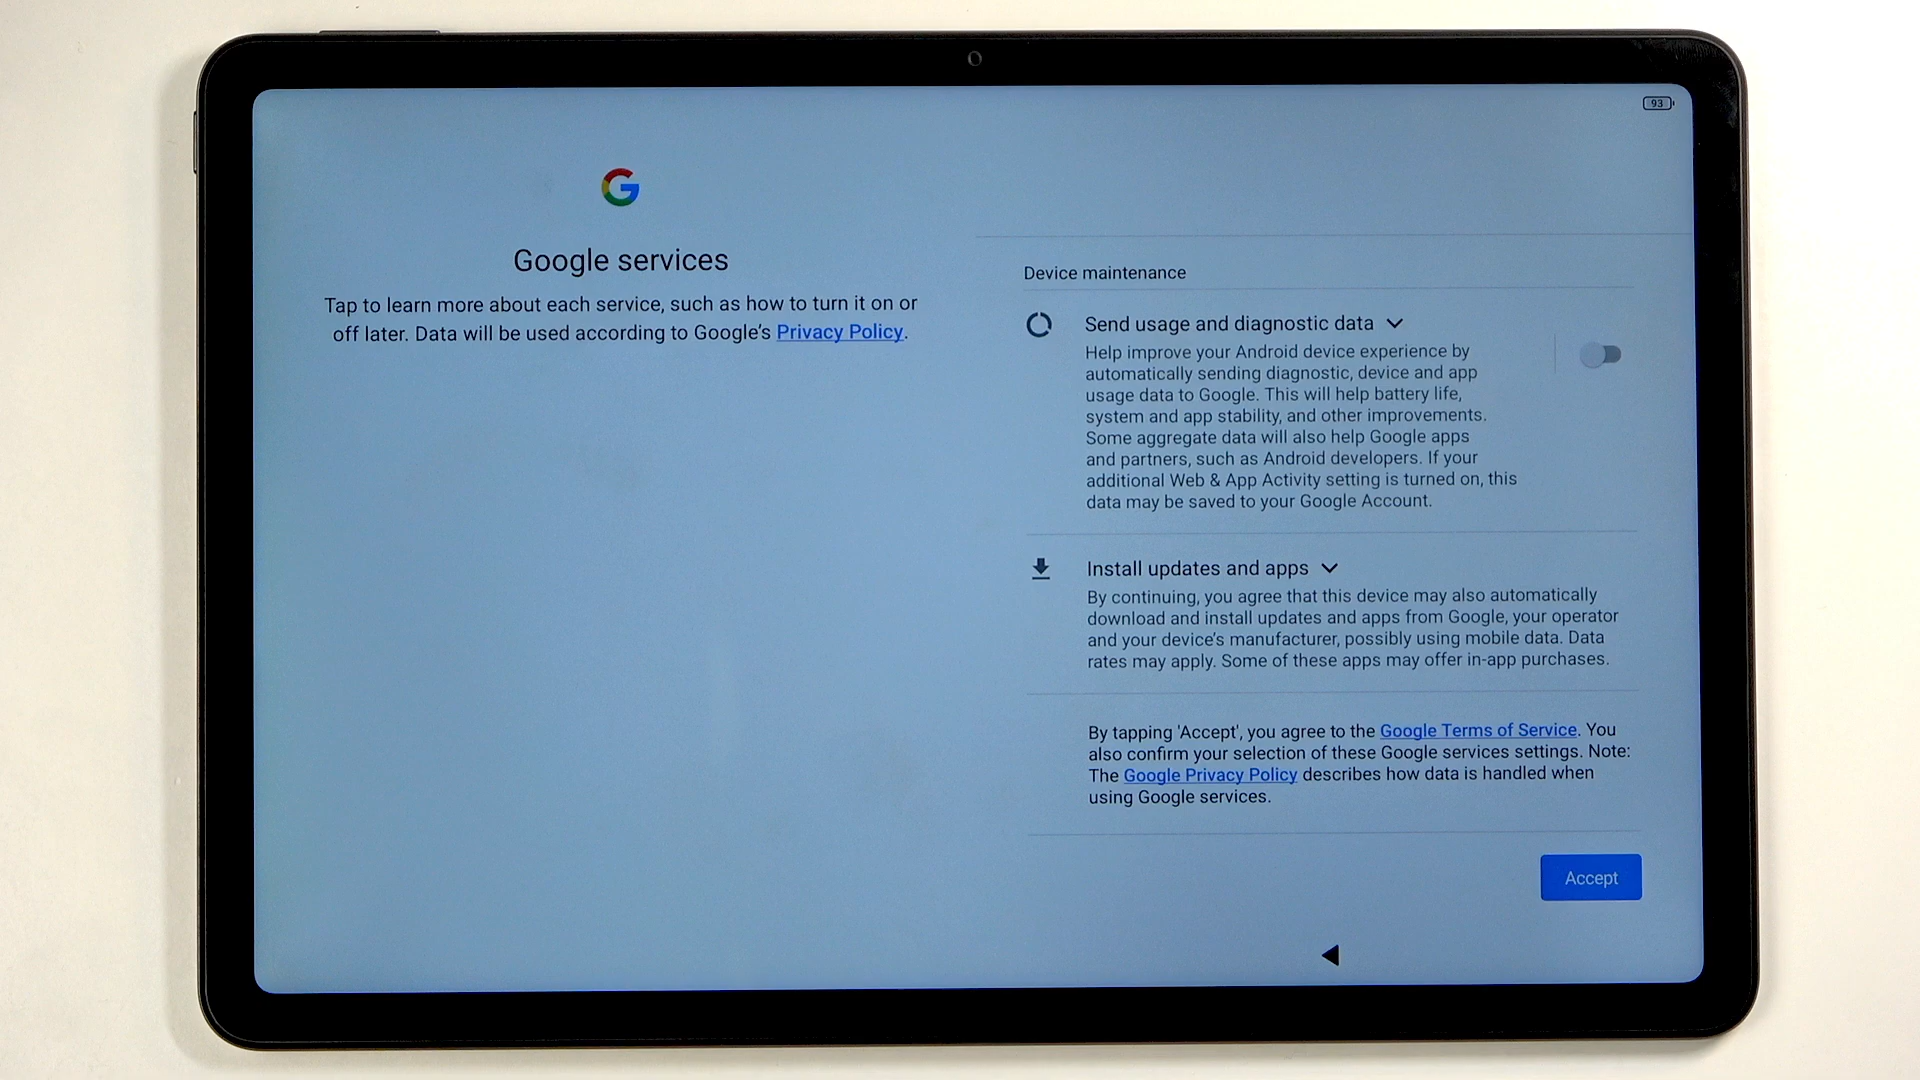 93
Google services
Tap to learn more about each service, such as how to turn it on or
off later. Data will be used according to Google's Privacy Policy.
Device maintenance
Send usage and diagnostic data
Help improve your Android device experience by
automatically sending diagnostic, device and app
usage data to Google. This will help battery life,
system and app stability, and other improvements.
Some aggregate data will also help Google apps
and partners, such as Android developers. If your
additional Web & App Activity setting is turned on, this
data may be saved to your Google Account.
Install updates and apps
By continuing, you agree that this device may also automatically
download and install updates and apps from Google, your operator
and your device's manufacturer, possibly using mobile data. Data
rates may apply. Some of these apps may offer in-app purchases.
By tapping 'Accept', you agree to the Google Terms of Service. You
also confirm your selection of these Google services settings. Note:
The Google Privacy Policy describes how data is handled when
using Google services.
Accept